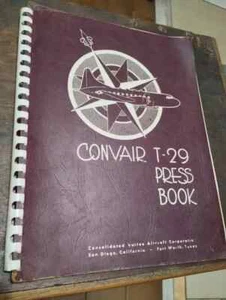 CONVAIR T-29
PRESS
BOOK
Consolidated Vultee Aircraft Corporation
San Diego, California - Fort Worth, Texas